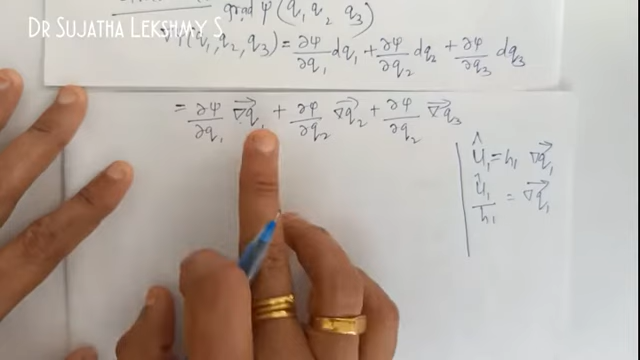 DR SUJATHA LEKSHMY S
grad φ (q₁ q₂ q₃)
(q₁, q₂, q₃) = ∂φ/∂q₁ dq₁ + ∂φ/∂q₂ dq₂ + ∂φ/∂q₃ dq₃
= ∂φ/∂q₁ ∇⃗q₁ + ∂φ/∂q₂ ∇⃗q₂ + ∂φ/∂q₂ ∇⃗q₃
û₁ = h₁ ∇⃗q₁
û₁/h₁ = ∇⃗q₁